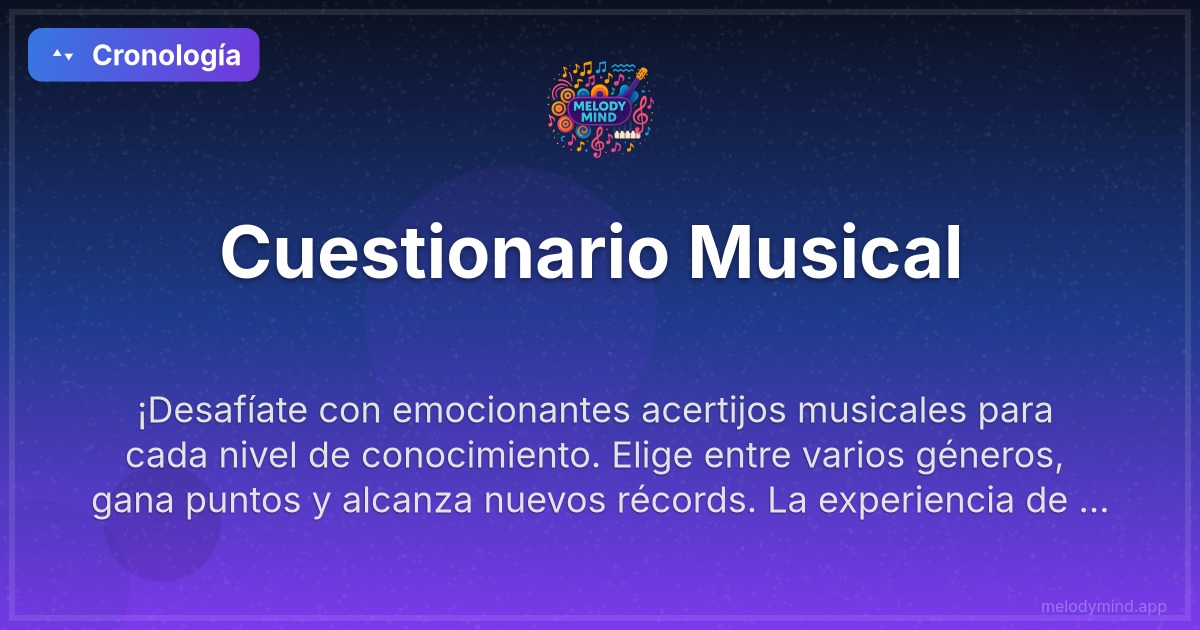 Cronología
MELODY
MIND
Cuestionario Musical
¡Desafíate con emocionantes acertijos musicales para
cada nivel de conocimiento. Elige entre varios géneros,
gana puntos y alcanza nuevos récords. La experiencia de ...
melodymind.app